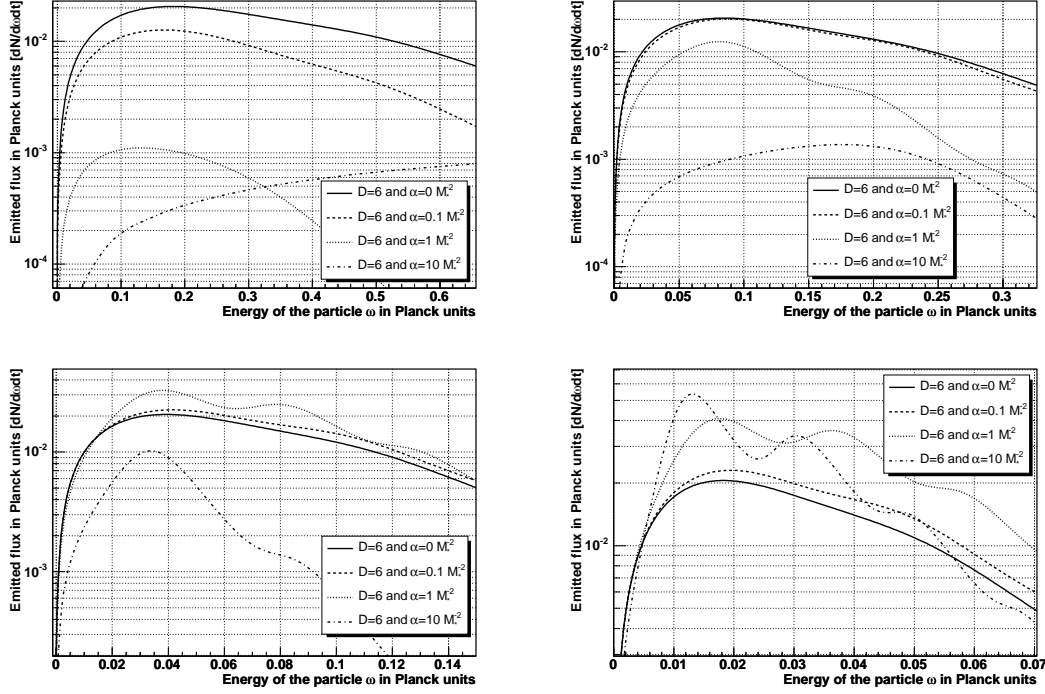 Emitted flux in Planck units [dN/dωdt]
10⁻²
10⁻³
10⁻⁴
D=6 and α=0 M*⁻²
D=6 and α=0.1 M*⁻²
D=6 and α=1 M*⁻²
D=6 and α=10 M*⁻²
0 0.1 0.2 0.3 0.4 0.5 0.6
Energy of the particle ω in Planck units
Emitted flux in Planck units [dN/dωdt]
10⁻²
10⁻³
10⁻⁴
D=6 and α=0 M*⁻²
D=6 and α=0.1 M*⁻²
D=6 and α=1 M*⁻²
D=6 and α=10 M*⁻²
0 0.05 0.1 0.15 0.2 0.25 0.3
Energy of the particle ω in Planck units
Emitted flux in Planck units [dN/dωdt]
10⁻²
10⁻³
D=6 and α=0 M*⁻²
D=6 and α=0.1 M*⁻²
D=6 and α=1 M*⁻²
D=6 and α=10 M*⁻²
0 0.02 0.04 0.06 0.08 0.1 0.12 0.14
Energy of the particle ω in Planck units
Emitted flux in Planck units [dN/dωdt]
D=6 and α=0 M*⁻²
D=6 and α=0.1 M*⁻²
D=6 and α=1 M*⁻²
D=6 and α=10 M*⁻²
10⁻²
0 0.01 0.02 0.03 0.04 0.05 0.06 0.07
Energy of the particle ω in Planck units